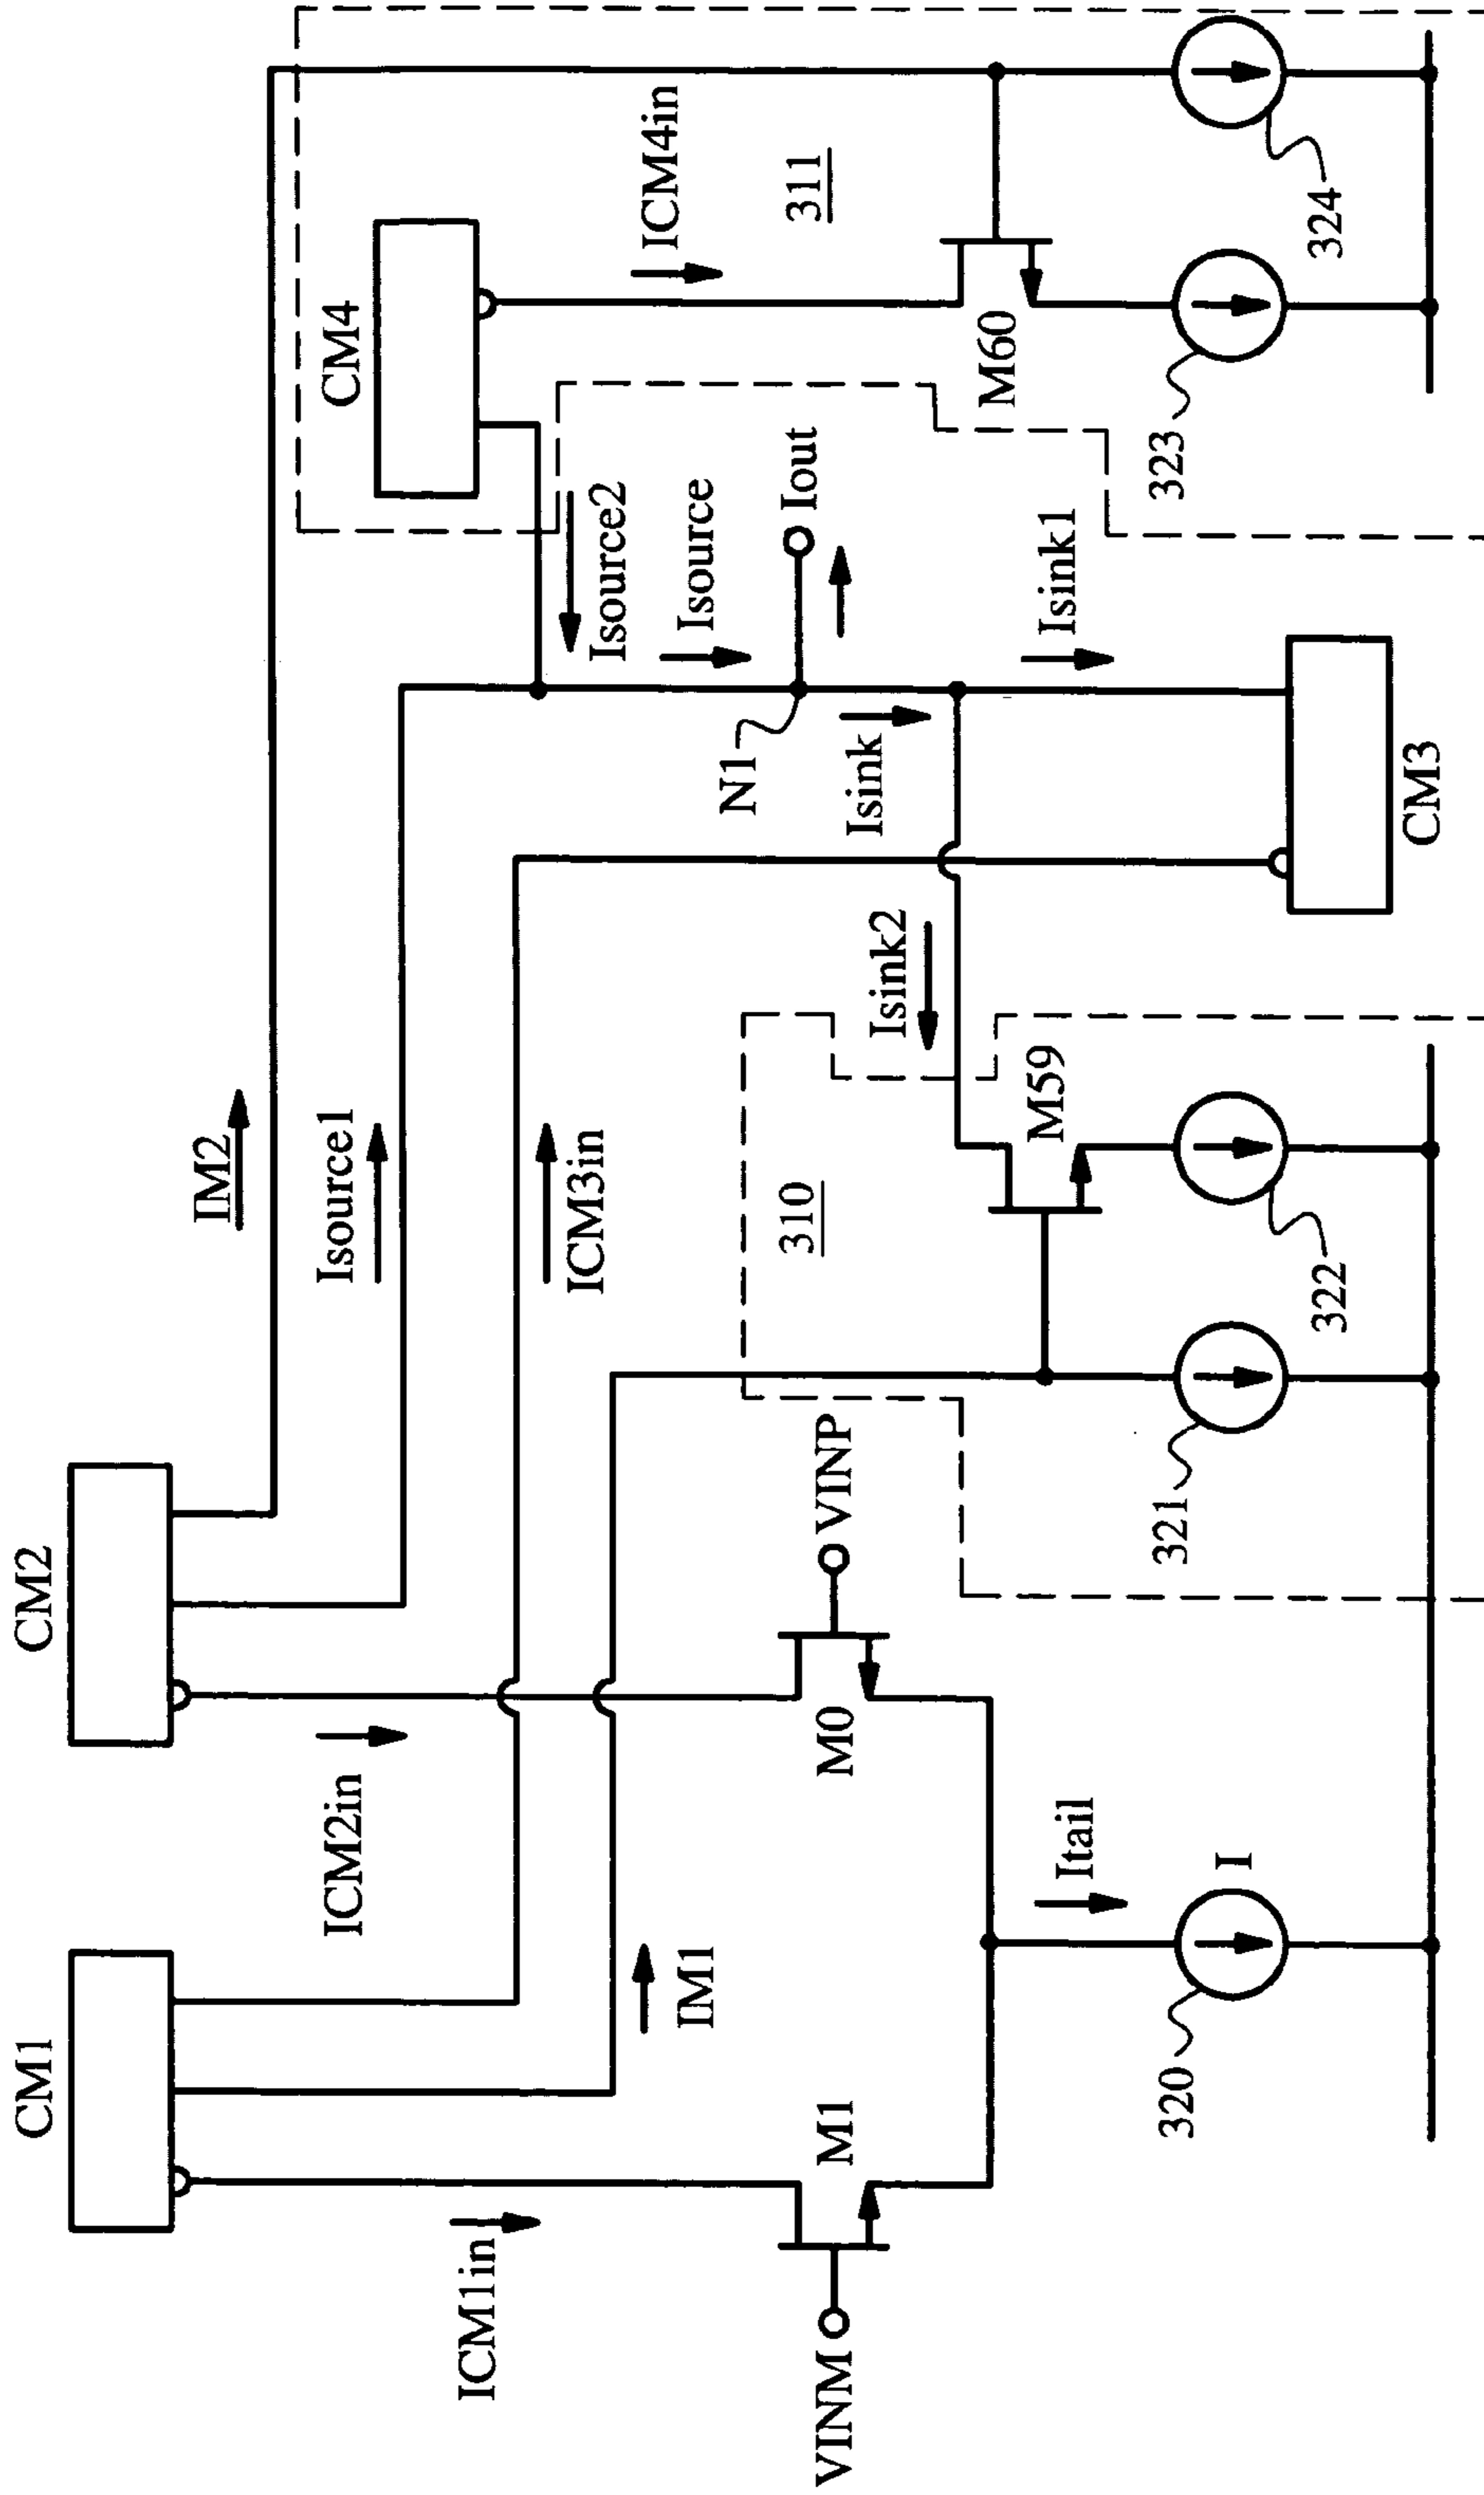 CM1
CM2
IM2
Isource1
CM4
ICM1in
ICM2in
ICM3in
Isource2
ICM4in
IM1
Isource
N1
Iout
311
VINM
M1
M0
VINP
310
Isink
Isink2
Isink1
M59
M60
Itail
I
320
321
322
323
324
CM3